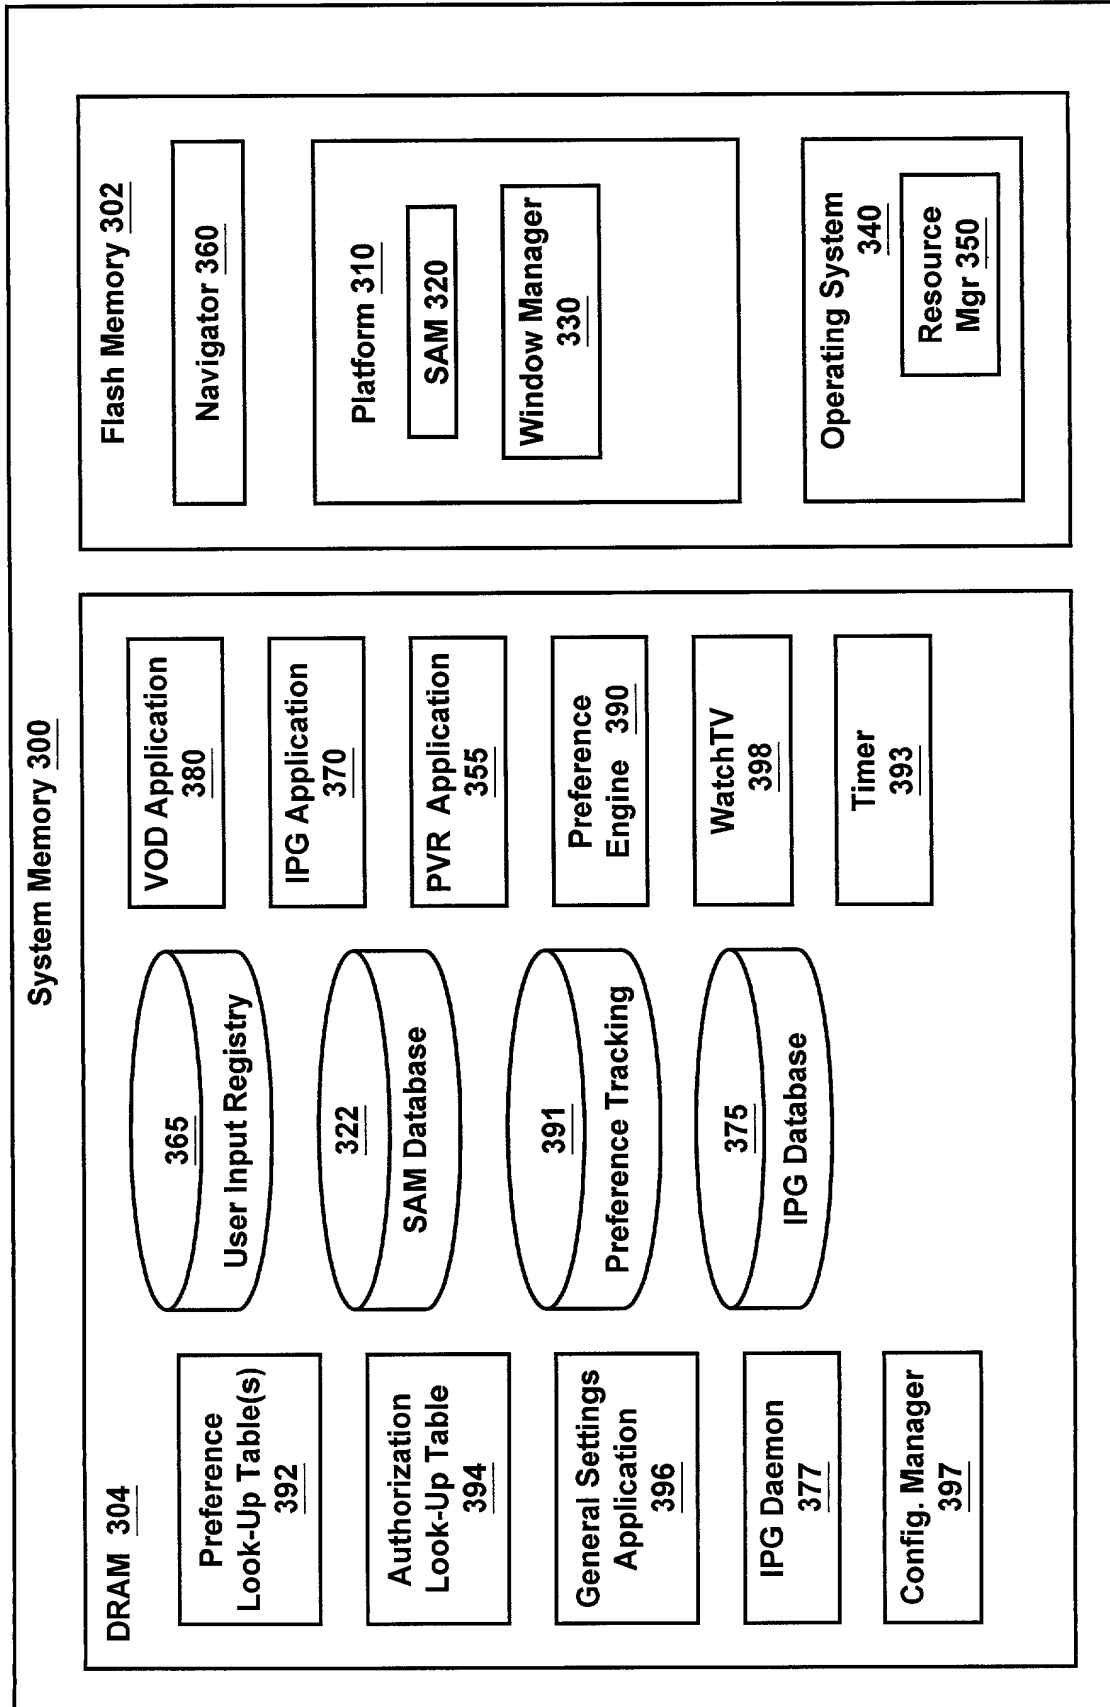 System Memory 300
DRAM 304
Preference
Look-Up Table(s)
392
Authorization
Look-Up Table
394
General Settings
Application
396
IPG Daemon
377
Config. Manager
397
365
User Input Registry
322
SAM Database
391
Preference Tracking
375
IPG Database
VOD Application
380
IPG Application
370
PVR Application
355
Preference
Engine 390
WatchTV
398
Timer
393
Flash Memory 302
Navigator 360
Platform 310
SAM 320
Window Manager
330
Operating System
340
Resource
Mgr 350